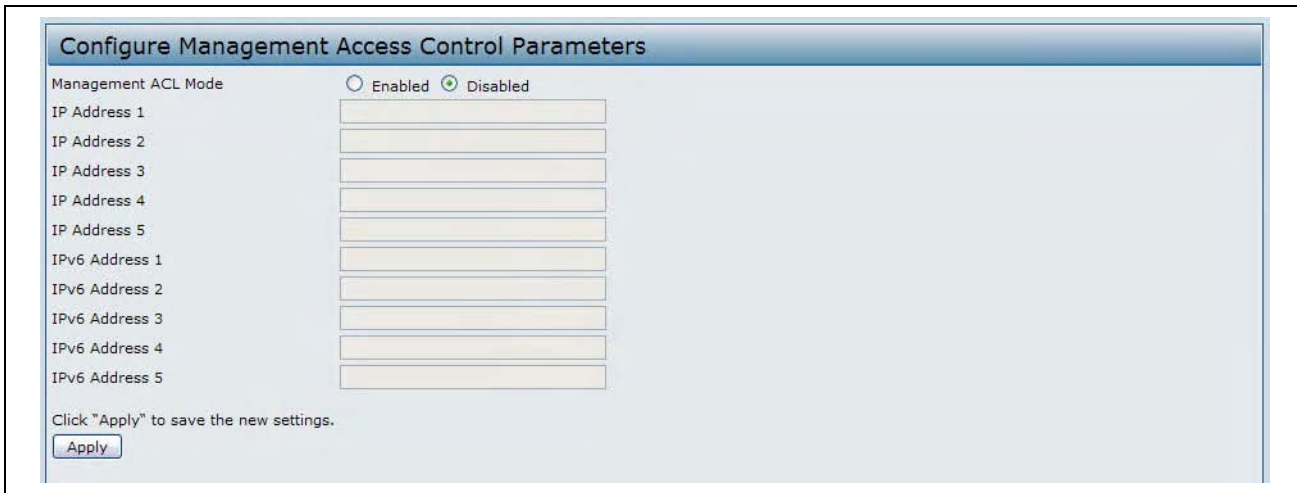 Configure Management Access Control Parameters
Management ACL Mode Enabled Disabled
IP Address 1
IP Address 2
IP Address 3
IP Address 4
IP Address 5
IPv6 Address 1
IPv6 Address 2
IPv6 Address 3
IPv6 Address 4
IPv6 Address 5
Click "Apply" to save the new settings.
Apply